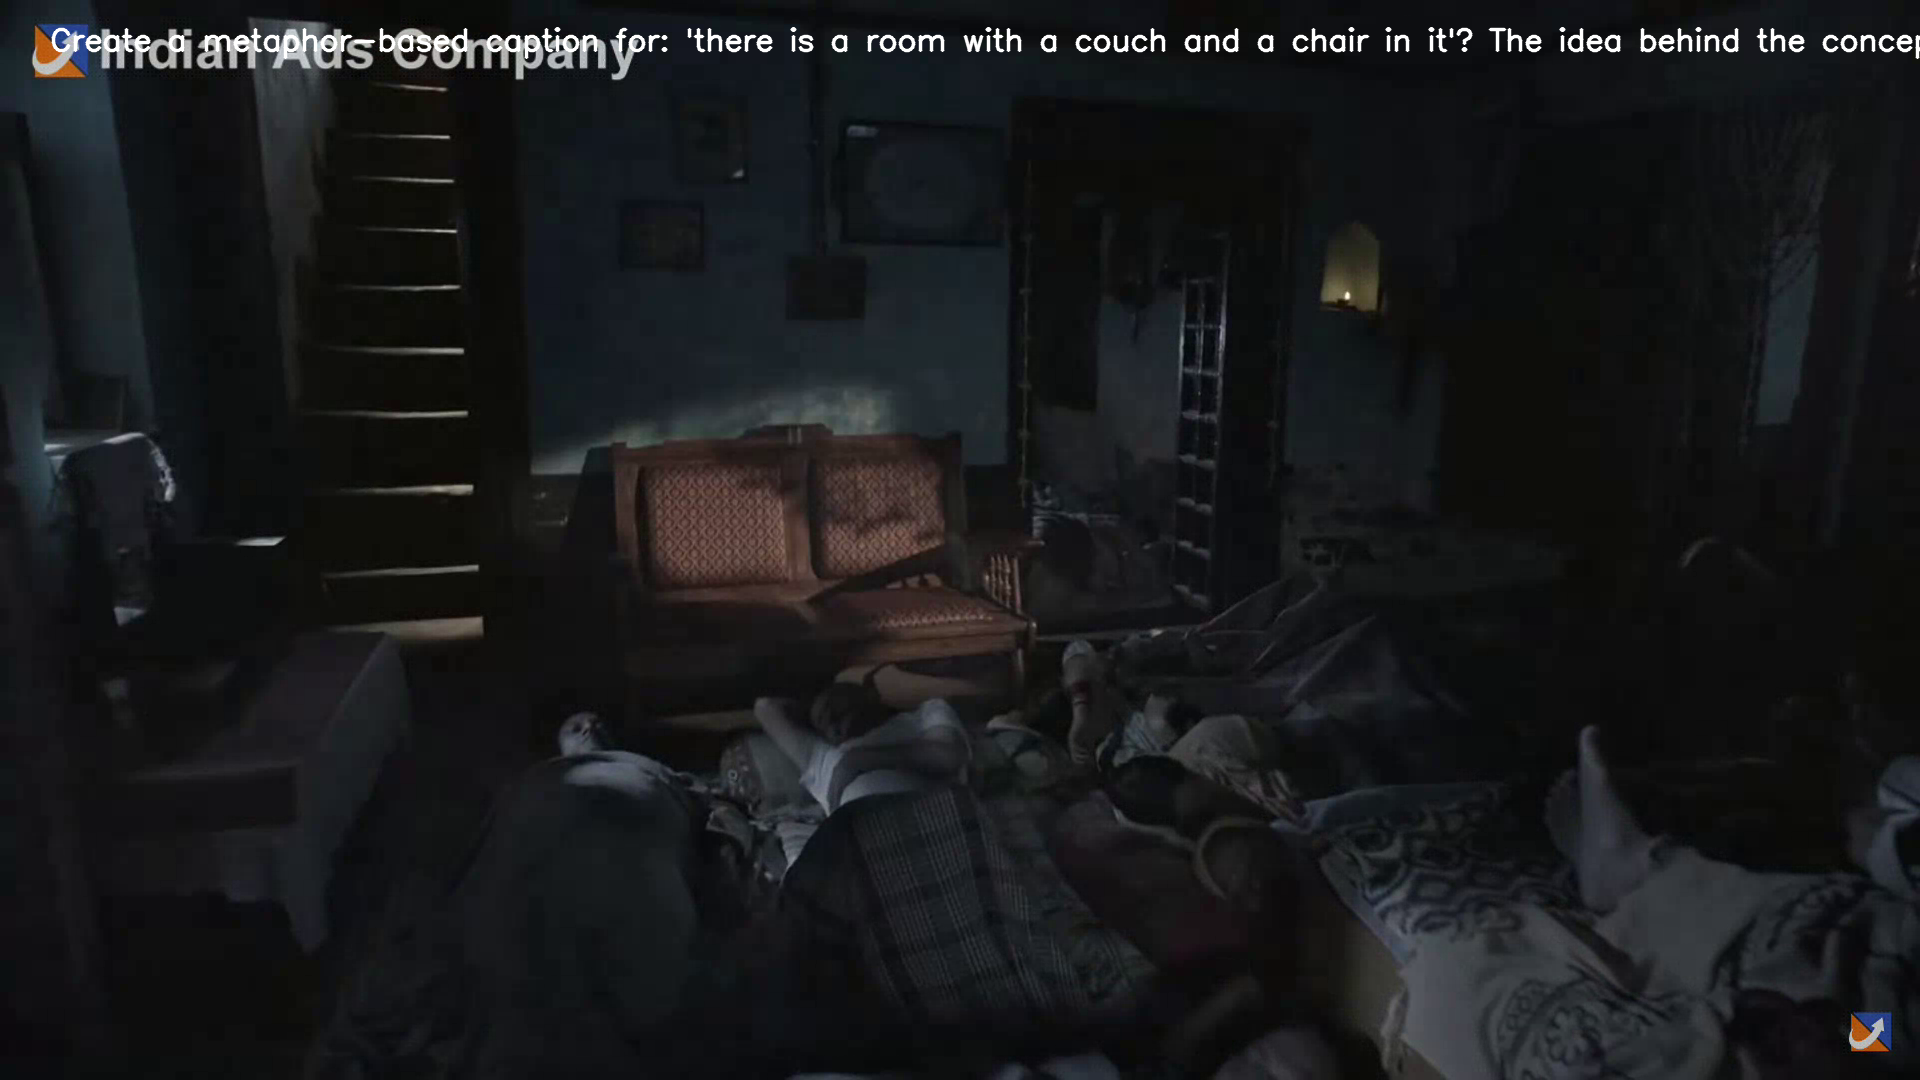 Create a metaphor-based caption for: 'there is a room with a couch and a chair in it'? The idea behind the concep
Indian Ads Company